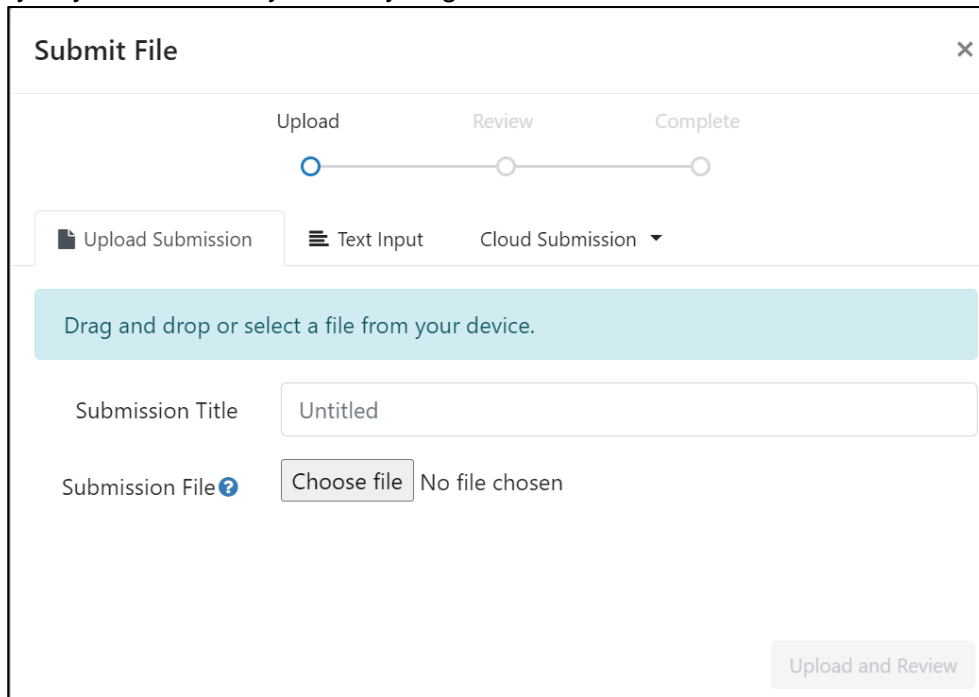 Submit File ×
Upload Review Complete
Upload Submission Text Input Cloud Submission
Drag and drop or select a file from your device.
Submission Title Untitled
Submission File ? Choose file No file chosen
Upload and Review